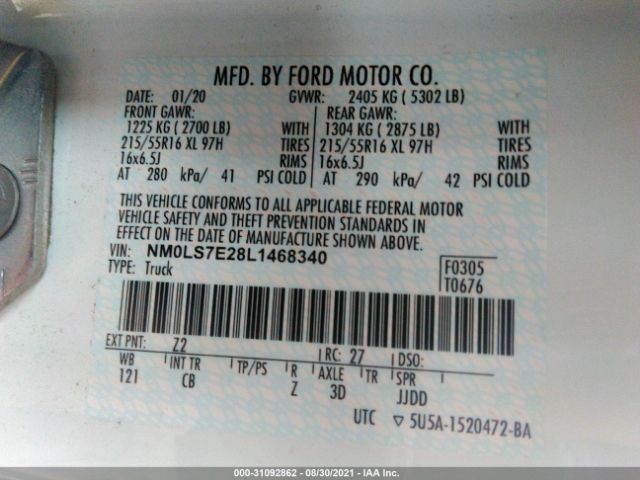 MFD. BY FORD MOTOR CO.
DATE: 01/20 GVWR: 2405 KG ( 5302 LB)
FRONT GAWR: REAR GAWR:
1225 KG ( 2700 LB) WITH 1304 KG ( 2875 LB) WITH
215/55R16 XL 97H TIRES 215/55R16 XL 97H TIRES
16x6.5J RIMS 16x6.5J RIMS
AT 280 kPa/ 41 PSI COLD AT 290 kPa/ 42 PSI COLD
THIS VEHICLE CONFORMS TO ALL APPLICABLE FEDERAL MOTOR
VEHICLE SAFETY AND THEFT PREVENTION STANDARDS IN
EFFECT ON THE DATE OF MANUFACTURE SHOWN ABOVE.
VIN: NM0LS7E28L1468340
TYPE: Truck
F0305
T0676
EXT PNT: Z2 RC: 27 DSO:
WB INT TR TP/PS R AXLE TR SPR
121 CB Z 3D JJDD
UTC ▽ 5U5A-1520472-BA
000-31092862 - 08/30/2021 - IAA Inc.